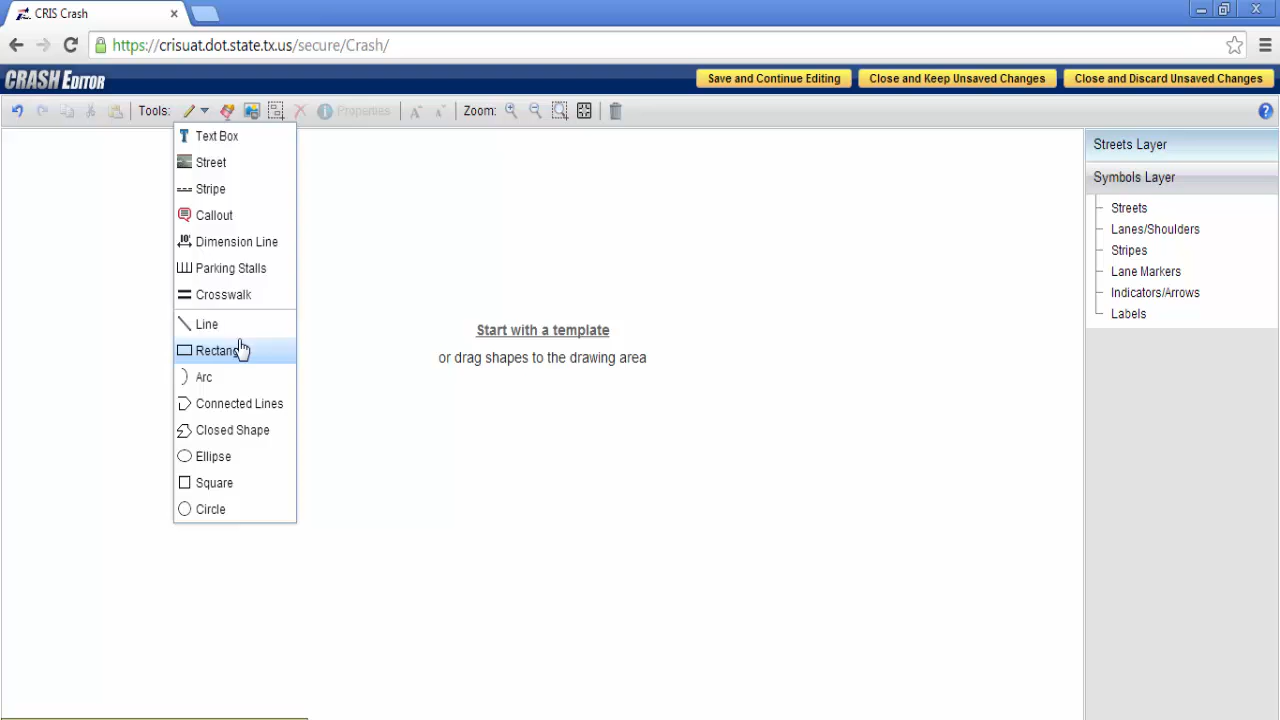 CRIS Crash
https://crisuat.dot.state.tx.us/secure/Crash/
CRASH EDITOR
Save and Continue Editing
Close and Keep Unsaved Changes
Close and Discard Unsaved Changes
Tools:
Properties
Zoom:
Text Box
Street
Stripe
Callout
Dimension Line
Parking Stalls
Crosswalk
Line
Rectang
Arc
Connected Lines
Closed Shape
Ellipse
Square
Circle
Start with a template
or drag shapes to the drawing area
Streets Layer
Symbols Layer
Streets
Lanes/Shoulders
Stripes
Lane Markers
Indicators/Arrows
Labels